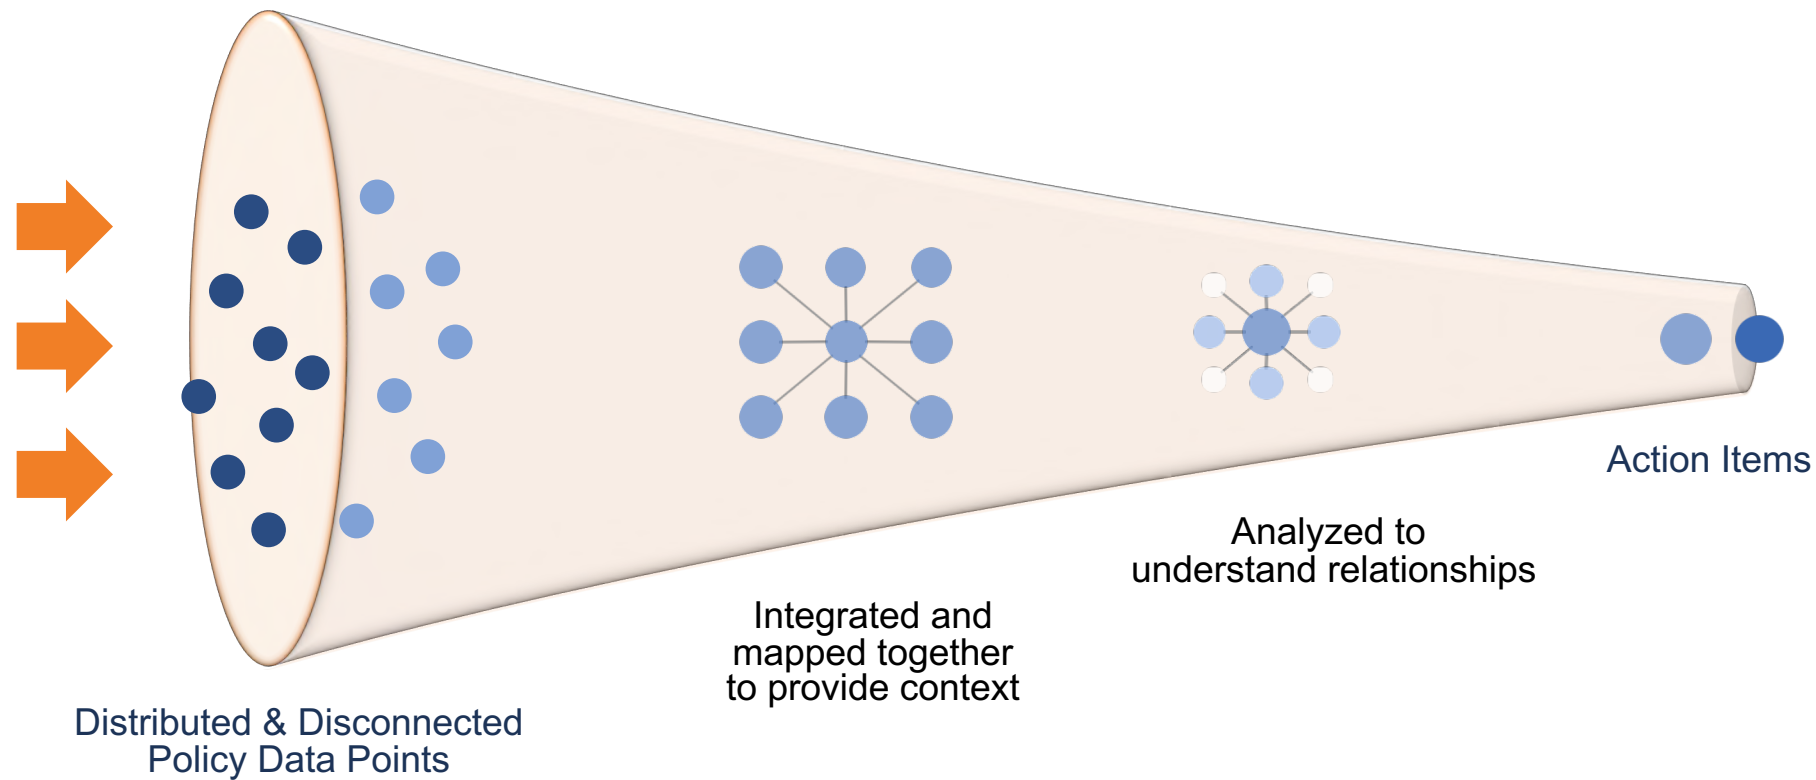 Distributed & Disconnected
Policy Data Points
Integrated and
mapped together
to provide context
Analyzed to
understand relationships
Action Items